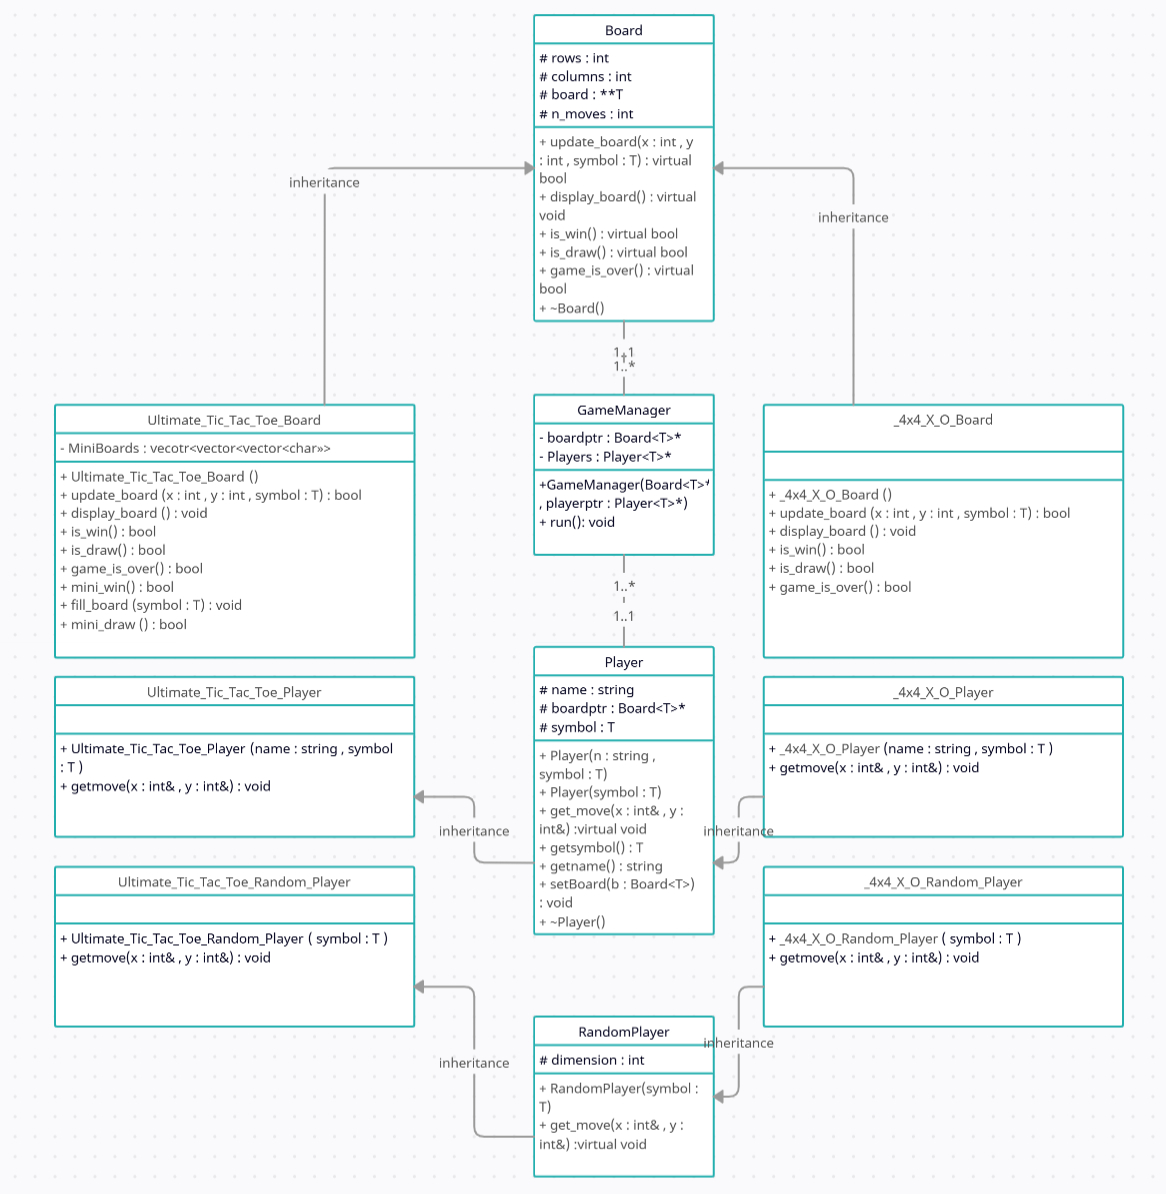 Board
# rows : int
# columns : int
# board : **T
# n_moves : int
+ update_board(x : int , y
: int , symbol : T) : virtual
bool
+ display_board() : virtual
void
+ is_win() : virtual bool
+ is_draw() : virtual bool
+ game_is_over() : virtual
bool
+ ~Board()
inheritance
inheritance
1..1
1..*
Ultimate_Tic_Tac_Toe_Board
- MiniBoards : vecotr<vector<vector<char»>
+ Ultimate_Tic_Tac_Toe_Board ()
+ update_board (x : int , y : int , symbol : T) : bool
+ display_board () : void
+ is_win() : bool
+ is_draw() : bool
+ game_is_over() : bool
+ mini_win() : bool
+ fill_board (symbol : T) : void
+ mini_draw () : bool
GameManager
- boardptr : Board<T>*
- Players : Player<T>*
+GameManager(Board<T>*
, playerptr : Player<T>*)
+ run(): void
_4x4_X_O_Board
+ _4x4_X_O_Board ()
+ update_board (x : int , y : int , symbol : T) : bool
+ display_board () : void
+ is_win() : bool
+ is_draw() : bool
+ game_is_over() : bool
1..*
1..1
Ultimate_Tic_Tac_Toe_Player
+ Ultimate_Tic_Tac_Toe_Player (name : string , symbol
: T )
+ getmove(x : int& , y : int&) : void
Player
# name : string
# boardptr : Board<T>*
# symbol : T
+ Player(n : string ,
symbol : T)
+ Player(symbol : T)
+ get_move(x : int& , y :
int&) :virtual void
+ getsymbol() : T
+ getname() : string
+ setBoard(b : Board<T>)
: void
+ ~Player()
_4x4_X_O_Player
+ _4x4_X_O_Player (name : string , symbol : T )
+ getmove(x : int& , y : int&) : void
inheritance
inheritance
Ultimate_Tic_Tac_Toe_Random_Player
+ Ultimate_Tic_Tac_Toe_Random_Player ( symbol : T )
+ getmove(x : int& , y : int&) : void
_4x4_X_O_Random_Player
+ _4x4_X_O_Random_Player ( symbol : T )
+ getmove(x : int& , y : int&) : void
inheritance
inheritance
RandomPlayer
# dimension : int
+ RandomPlayer(symbol :
T)
+ get_move(x : int& , y :
int&) :virtual void